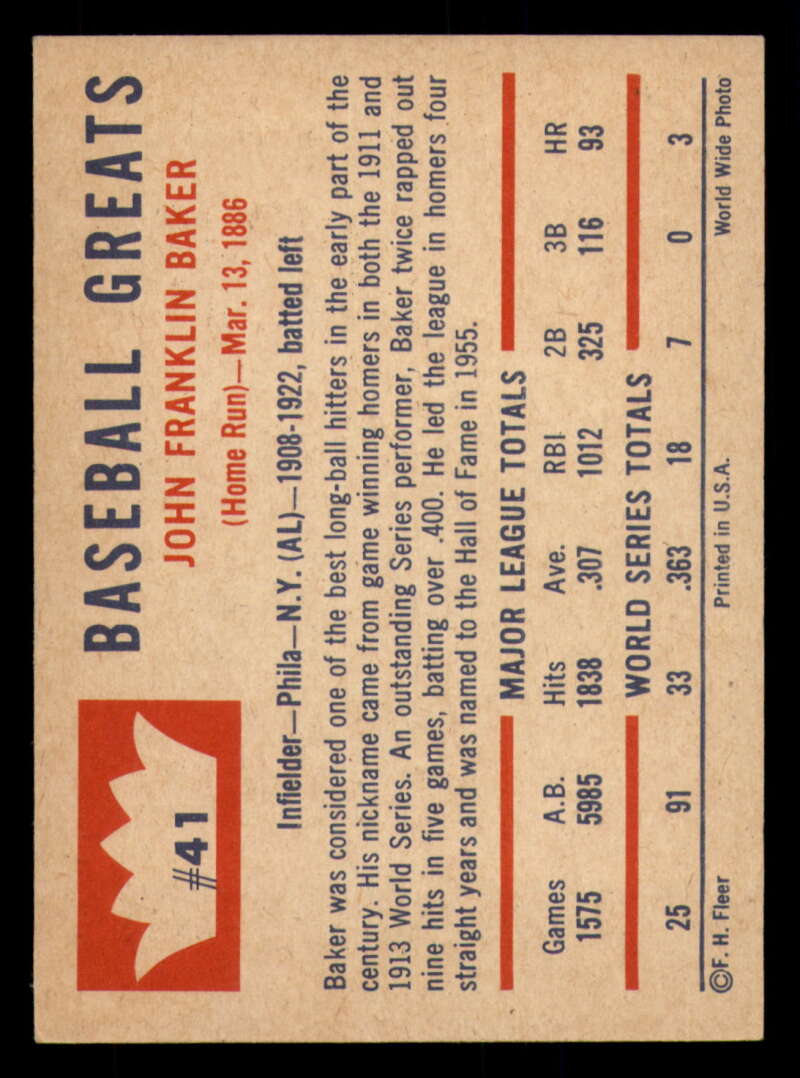 #41
BASEBALL GREATS
JOHN FRANKLIN BAKER
(Home Run)—Mar. 13, 1886
Infielder—Phila—N.Y. (AL)—1908-1922, batted left
Baker was considered one of the best long-ball hitters in the early part of the
century. His nickname came from game winning homers in both the 1911 and
1913 World Series. An outstanding Series performer, Baker twice rapped out
nine hits in five games, batting over .400. He led the league in homers four
straight years and was named to the Hall of Fame in 1955.
MAJOR LEAGUE TOTALS
Games A.B. Hits Ave. RBI 2B 3B HR
1575 5985 1838 .307 1012 325 116 93
WORLD SERIES TOTALS
25 91 33 .363 18 7 0 3
©F. H. Fleer Printed in U.S.A. World Wide Photo